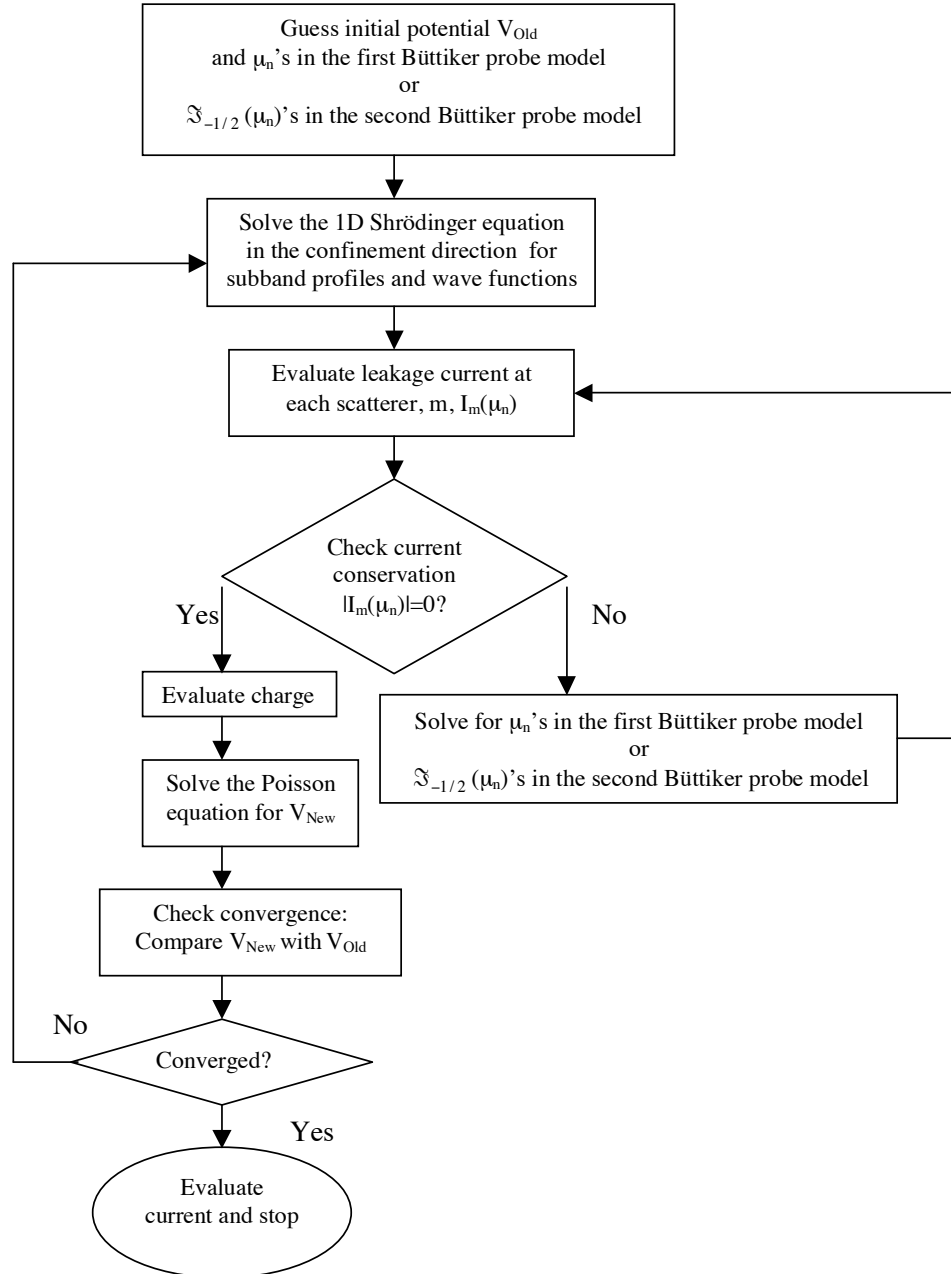 Guess initial potential V_Old
and μ_n's in the first Büttiker probe model
or
ℑ_{−1/2} (μ_n)'s in the second Büttiker probe model
Solve the 1D Shrödinger equation
in the confinement direction for
subband profiles and wave functions
Evaluate leakage current at
each scatterer, m, I_m(μ_n)
Check current
conservation
|I_m(μ_n)|=0?
Yes
No
Evaluate charge
Solve for μ_n's in the first Büttiker probe model
or
ℑ_{−1/2} (μ_n)'s in the second Büttiker probe model
Solve the Poisson
equation for V_New
Check convergence:
Compare V_New with V_Old
No
Converged?
Yes
Evaluate
current and stop